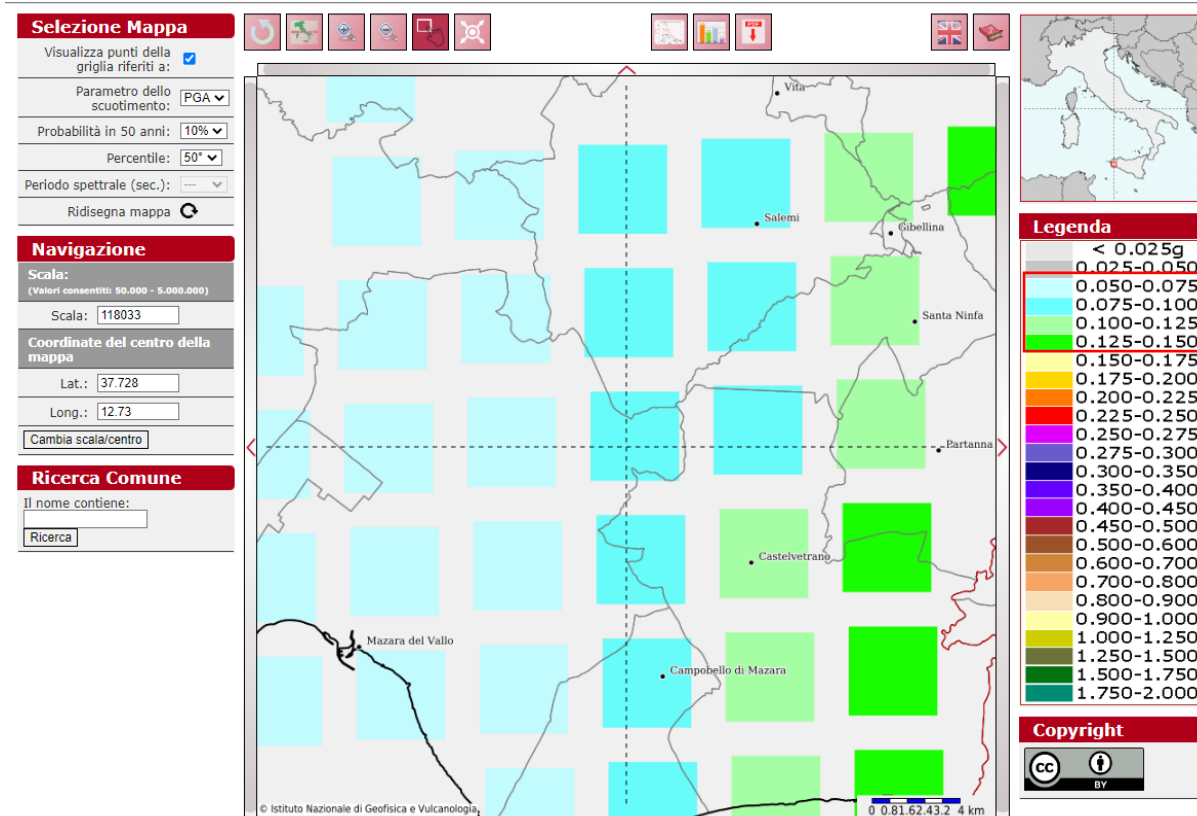 Selezione Mappa
Visualizza punti della
griglia riferiti a:
Parametro dello
scuotimento:
PGA
Probabilità in 50 anni:
10%
Percentile:
50°
Periodo spettrale (sec.):
---
Ridisegna mappa
Navigazione
Scala:
(Valori consentiti: 50.000 - 5.000.000)
Scala:
118033
Coordinate del centro della
mappa
Lat.:
37.728
Long.:
12.73
Cambia scala/centro
Ricerca Comune
Il nome contiene:
Ricerca
PDF
Vita
Salemi
Gibellina
Santa Ninfa
Partanna
Castelvetrano
Mazara del Vallo
Campobello di Mazara
© Istituto Nazionale di Geofisica e Vulcanologia
0 0.81.62.43.2 4 km
Legenda
< 0.025g
0.025-0.050
0.050-0.075
0.075-0.100
0.100-0.125
0.125-0.150
0.150-0.175
0.175-0.200
0.200-0.225
0.225-0.250
0.250-0.275
0.275-0.300
0.300-0.350
0.350-0.400
0.400-0.450
0.450-0.500
0.500-0.600
0.600-0.700
0.700-0.800
0.800-0.900
0.900-1.000
1.000-1.250
1.250-1.500
1.500-1.750
1.750-2.000
Copyright
cc
BY